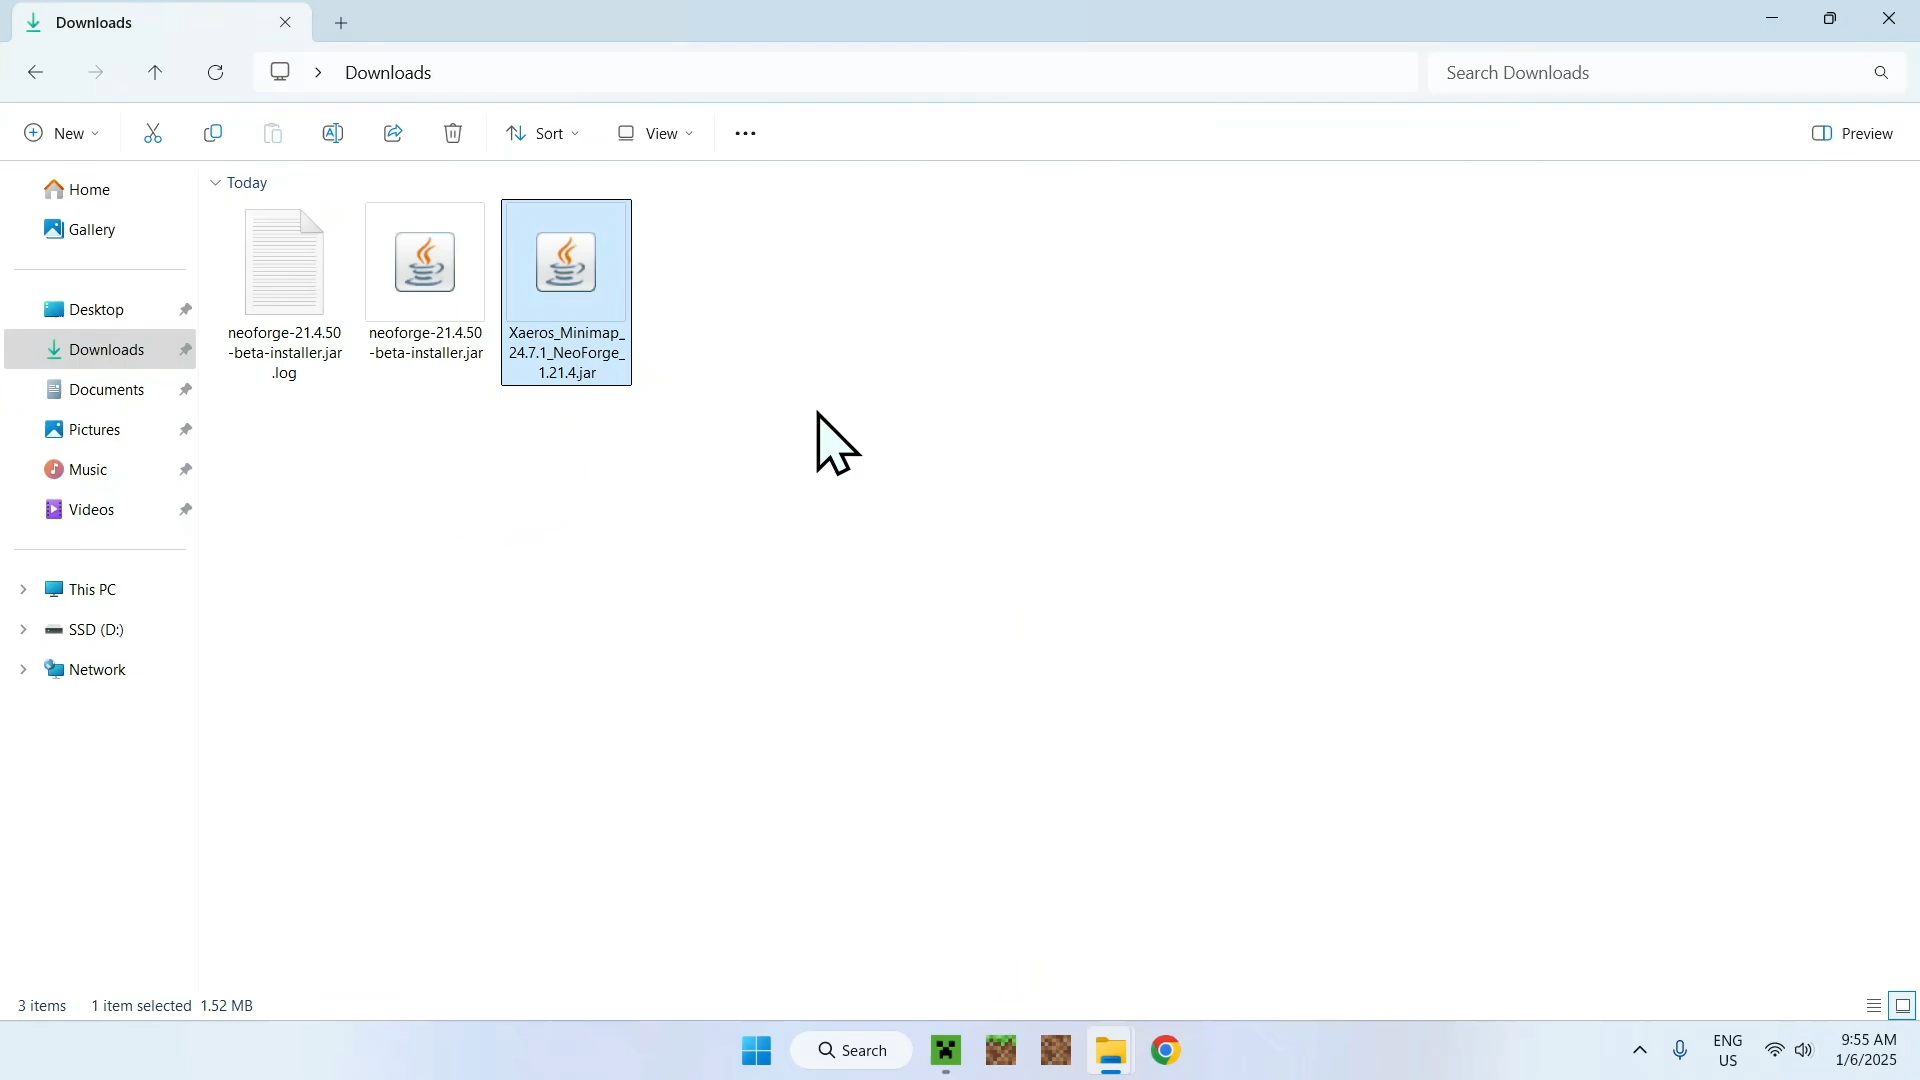 Downloads
Downloads
Search Downloads
New
Sort
View
Preview
Home
Gallery
Desktop
Downloads
Documents
Pictures
Music
Videos
This PC
SSD (D:)
Network
Today
neoforge-21.4.50
-beta-installer.jar
.log
neoforge-21.4.50
-beta-installer.jar
Xaeros_Minimap_
24.7.1_NeoForge_
1.21.4.jar
3 items 1 item selected 1.52 MB
Search
ENG
US
9:55 AM
1/6/2025